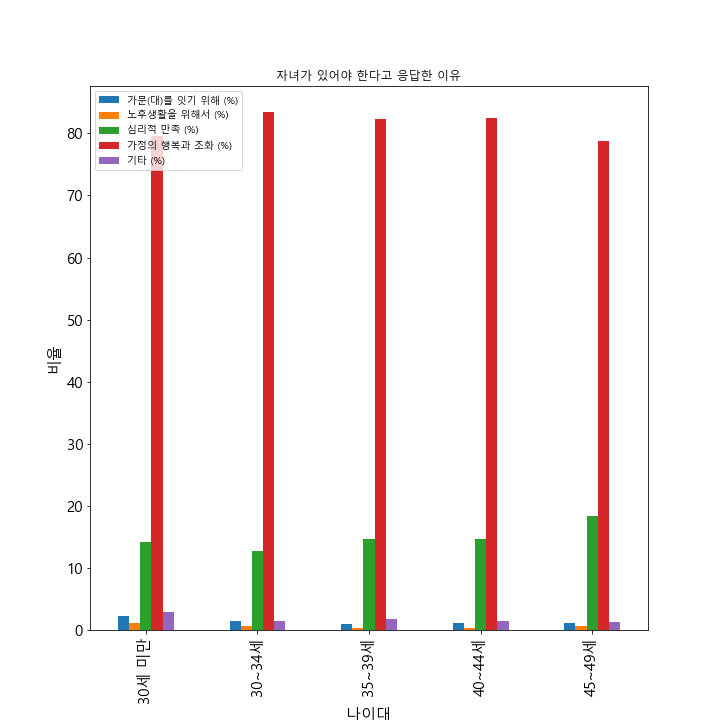 자녀가 있어야 한다고 응답한 이유
가문(대)를 잇기 위해 (%)
노후생활을 위해서 (%)
심리적 만족 (%)
가정의 행복과 조화 (%)
기타 (%)
비율
80
70
60
50
40
30
20
10
0
30세 미만
30~34세
35~39세
40~44세
45~49세
나이대